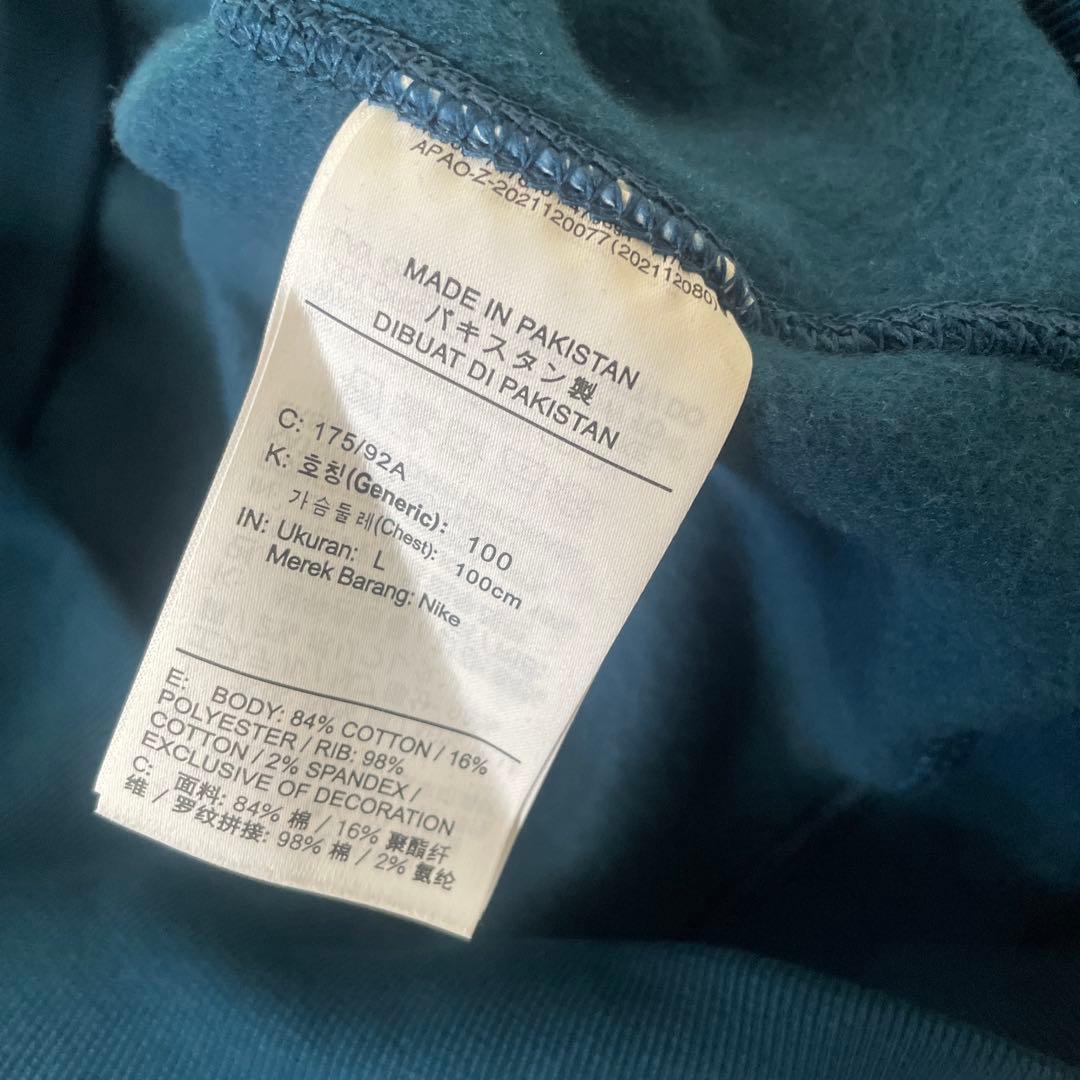 APAO-Z-2021120077(202112080)
MADE IN PAKISTAN
パキスタン製
DIBUAT DI PAKISTAN
C: 175/92A
K: 호칭(Generic): 100
가슴둘레(Chest): 100cm
IN: Ukuran: L
Merek Barang: Nike
E: BODY: 84% COTTON / 16%
POLYESTER / RIB: 98%
COTTON / 2% SPANDEX /
EXCLUSIVE OF DECORATION
C: 面料: 84% 棉 / 16% 聚酯纤
维 / 罗纹拼接: 98% 棉 / 2% 氨纶